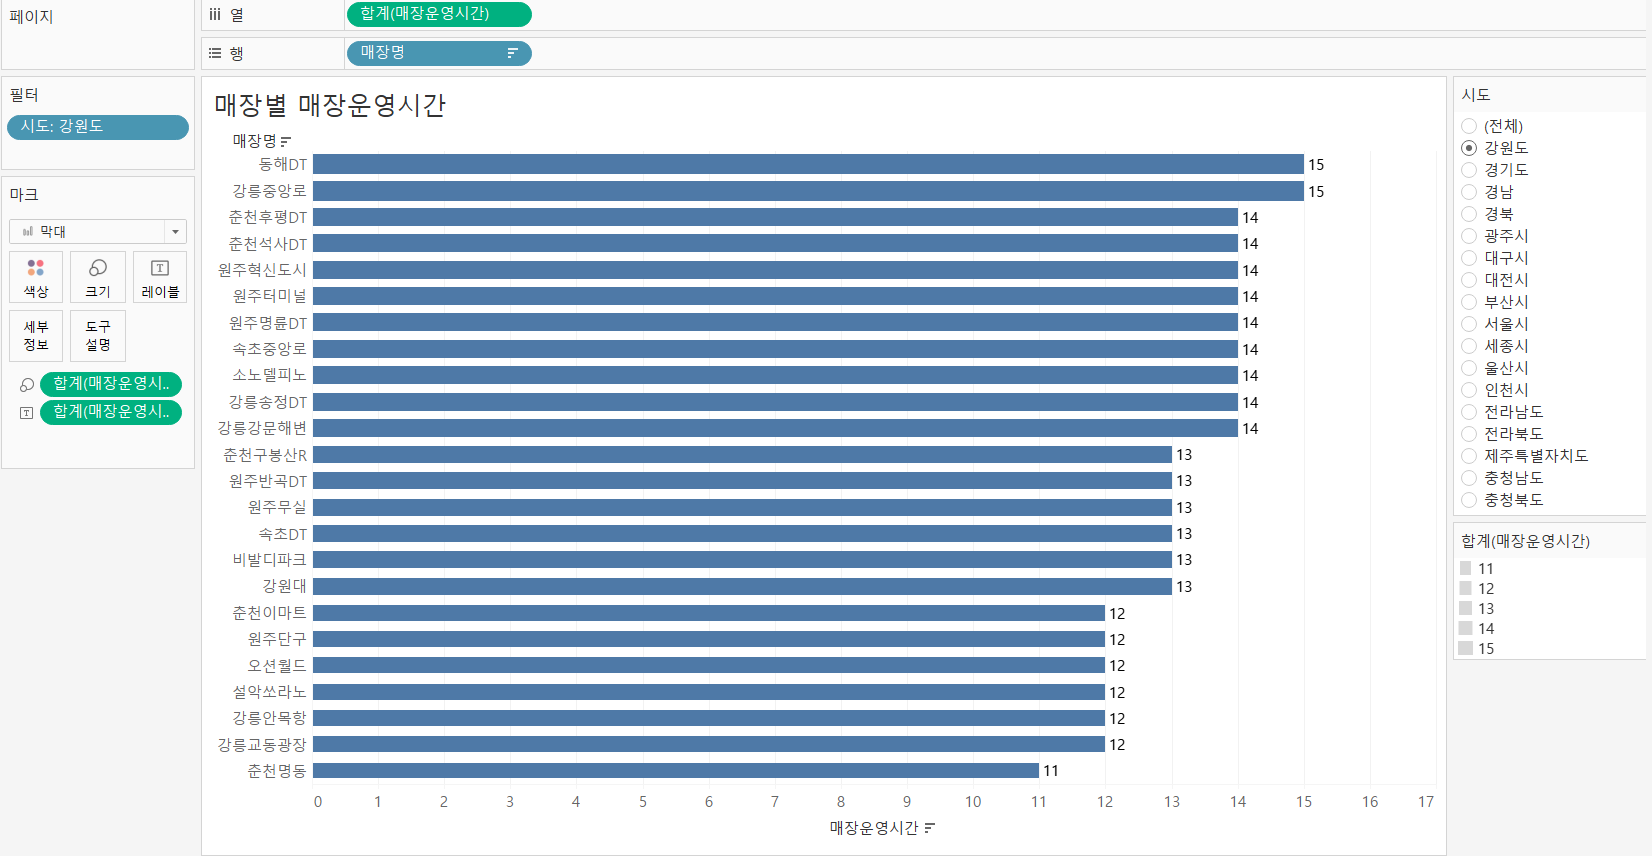 페이지
iii 열
합계(매장운영시간)
행
매장명
필터
시도: 강원도
마크
막대
색상
크기
레이블
세부
정보
도구
설명
합계(매장운영시..
합계(매장운영시..
매장별 매장운영시간
매장명
동해DT 15
강릉중앙로 15
춘천후평DT 14
춘천석사DT 14
원주혁신도시 14
원주터미널 14
원주명륜DT 14
속초중앙로 14
소노델피노 14
강릉송정DT 14
강릉강문해변 14
춘천구봉산R 13
원주반곡DT 13
원주무실 13
속초DT 13
비발디파크 13
강원대 13
춘천이마트 12
원주단구 12
오션월드 12
설악쏘라노 12
강릉안목항 12
강릉교동광장 12
춘천명동 11
0 1 2 3 4 5 6 7 8 9 10 11 12 13 14 15 16 17
매장운영시간
시도
(전체)
강원도
경기도
경남
경북
광주시
대구시
대전시
부산시
서울시
세종시
울산시
인천시
전라남도
전라북도
제주특별자치도
충청남도
충청북도
합계(매장운영시간)
11
12
13
14
15